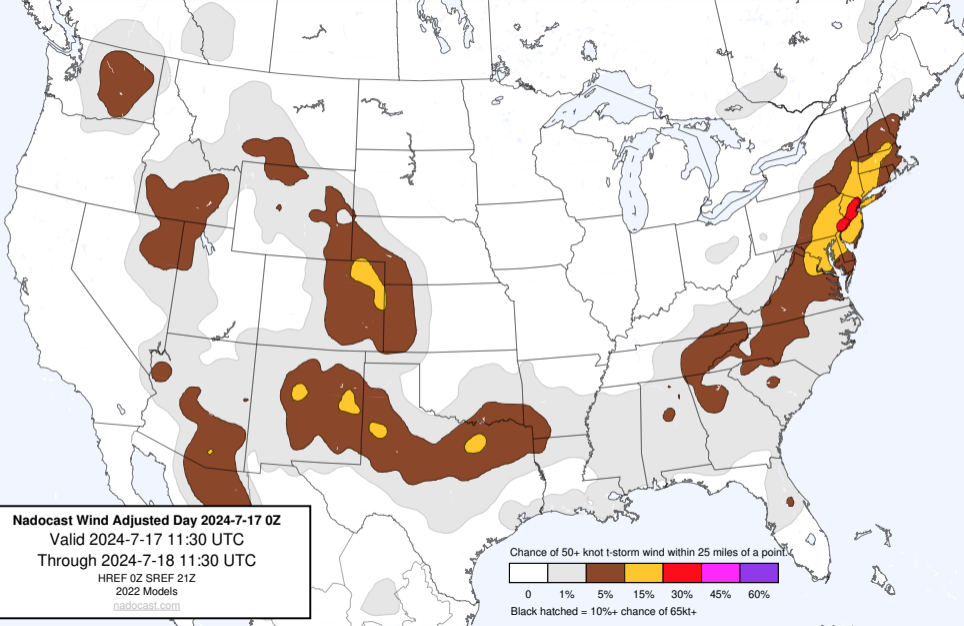 Nadocast Wind Adjusted Day 2024-7-17 0Z
Valid 2024-7-17 11:30 UTC
Through 2024-7-18 11:30 UTC
HREF 0Z SREF 21Z
2022 Models
nadocast.com
Chance of 50+ knot t-storm wind within 25 miles of a point.
0 1% 5% 15% 30% 45% 60%
Black hatched = 10%+ chance of 65kt+